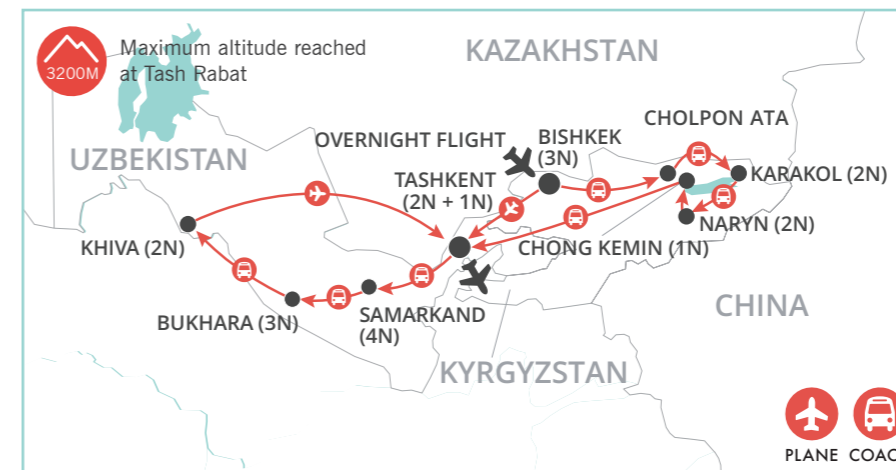 3200M
Maximum altitude reached
at Tash Rabat
KAZAKHSTAN
UZBEKISTAN
OVERNIGHT FLIGHT
BISHKEK
(3N)
CHOLPON ATA
TASHKENT
(2N + 1N)
KARAKOL (2N)
NARYN (2N)
KHIVA (2N)
CHONG KEMIN (1N)
BUKHARA (3N)
SAMARKAND
(4N)
CHINA
KYRGYZSTAN
PLANE COAC